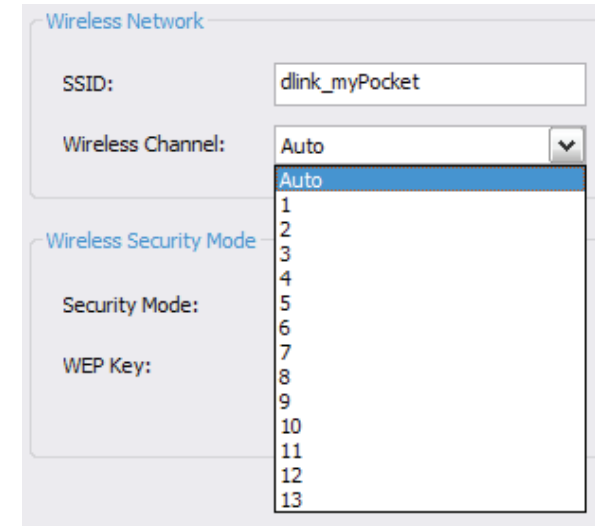 Wireless Network
SSID: dlink_myPocket
Wireless Channel: Auto
Auto
1
2
Wireless Security Mode
3
4
Security Mode: 5
6
7
WEP Key:
8
9
10
11
12
13